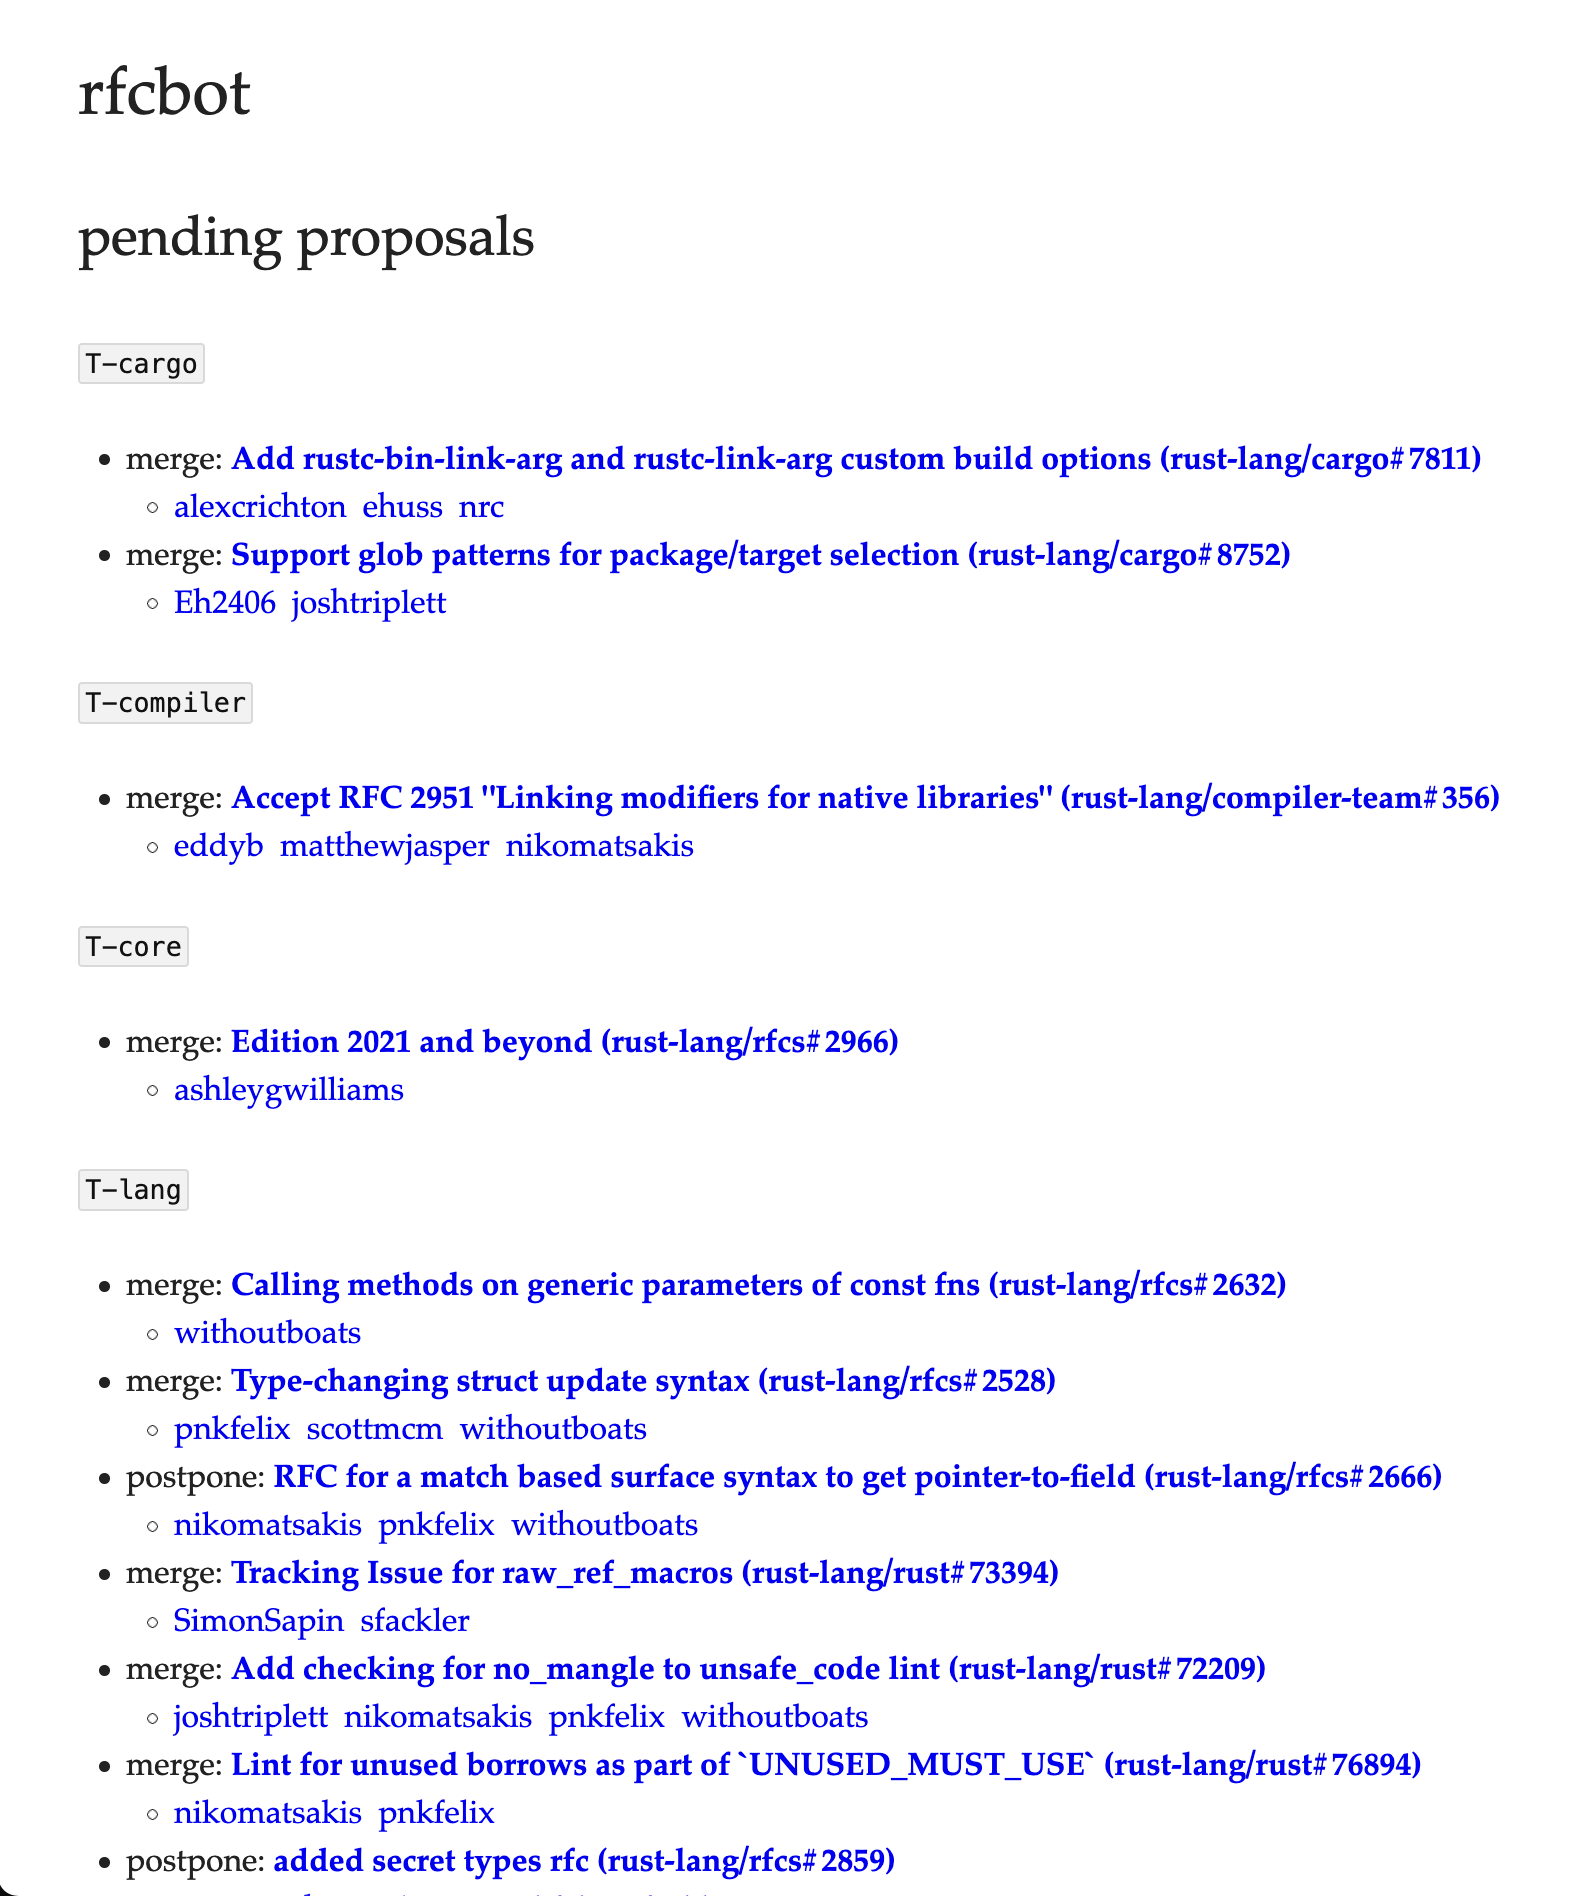 rfcbot
pending proposals
T-cargo
merge: Add rustc-bin-link-arg and rustc-link-arg custom build options (rust-lang/cargo#7811)
alexcrichton ehuss nrc
merge: Support glob patterns for package/target selection (rust-lang/cargo#8752)
Eh2406 joshtriplett
T-compiler
merge: Accept RFC 2951 "Linking modifiers for native libraries" (rust-lang/compiler-team#356)
eddyb matthewjasper nikomatsakis
T-core
merge: Edition 2021 and beyond (rust-lang/rfcs#2966)
ashleygwilliams
T-lang
merge: Calling methods on generic parameters of const fns (rust-lang/rfcs#2632)
withoutboats
merge: Type-changing struct update syntax (rust-lang/rfcs#2528)
pnkfelix scottmcm withoutboats
postpone: RFC for a match based surface syntax to get pointer-to-field (rust-lang/rfcs#2666)
nikomatsakis pnkfelix withoutboats
merge: Tracking Issue for raw_ref_macros (rust-lang/rust#73394)
SimonSapin sfackler
merge: Add checking for no_mangle to unsafe_code lint (rust-lang/rust#72209)
joshtriplett nikomatsakis pnkfelix withoutboats
merge: Lint for unused borrows as part of `UNUSED_MUST_USE` (rust-lang/rust#76894)
nikomatsakis pnkfelix
postpone: added secret types rfc (rust-lang/rfcs#2859)